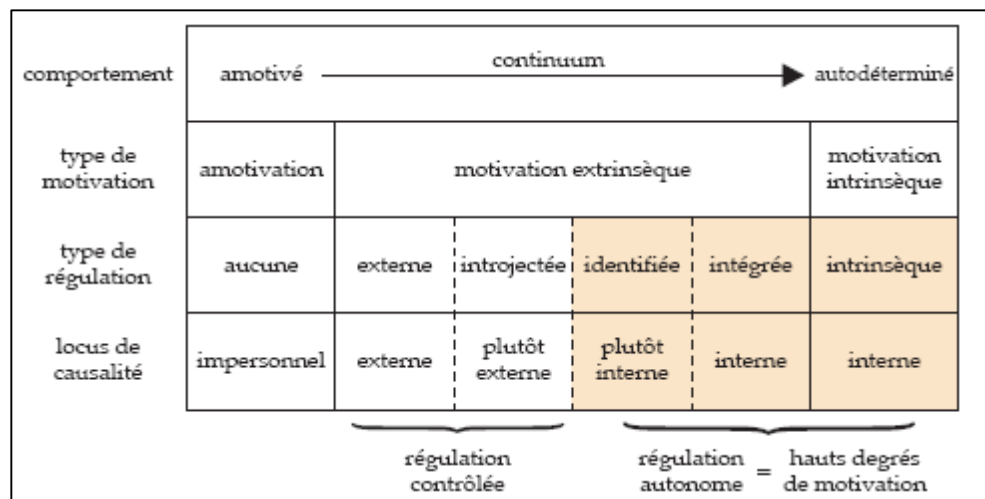 continuum
comportement amotivé autodéterminé
type de motivation amotivation motivation extrinsèque motivation intrinsèque
type de régulation aucune externe introjectée identifiée intégrée intrinsèque
locus de causalité impersonnel externe plutôt externe plutôt interne interne interne
régulation contrôlée
régulation autonome = hauts degrés de motivation